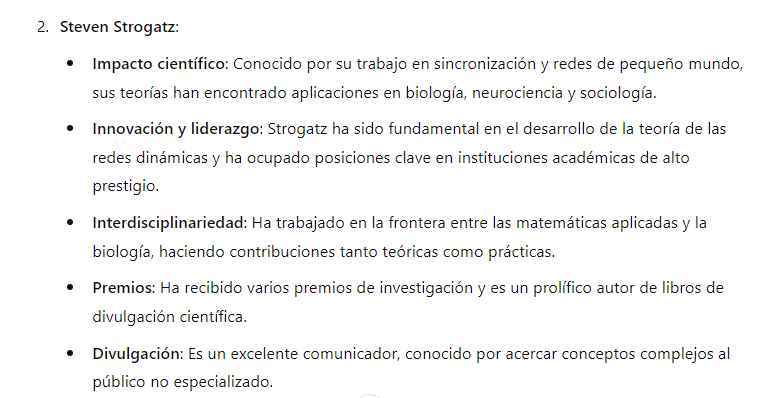 2. Steven Strogatz:
• Impacto científico: Conocido por su trabajo en sincronización y redes de pequeño mundo,
sus teorías han encontrado aplicaciones en biología, neurociencia y sociología.
• Innovación y liderazgo: Strogatz ha sido fundamental en el desarrollo de la teoría de las
redes dinámicas y ha ocupado posiciones clave en instituciones académicas de alto
prestigio.
• Interdisciplinariedad: Ha trabajado en la frontera entre las matemáticas aplicadas y la
biología, haciendo contribuciones tanto teóricas como prácticas.
• Premios: Ha recibido varios premios de investigación y es un prolífico autor de libros de
divulgación científica.
• Divulgación: Es un excelente comunicador, conocido por acercar conceptos complejos al
público no especializado.